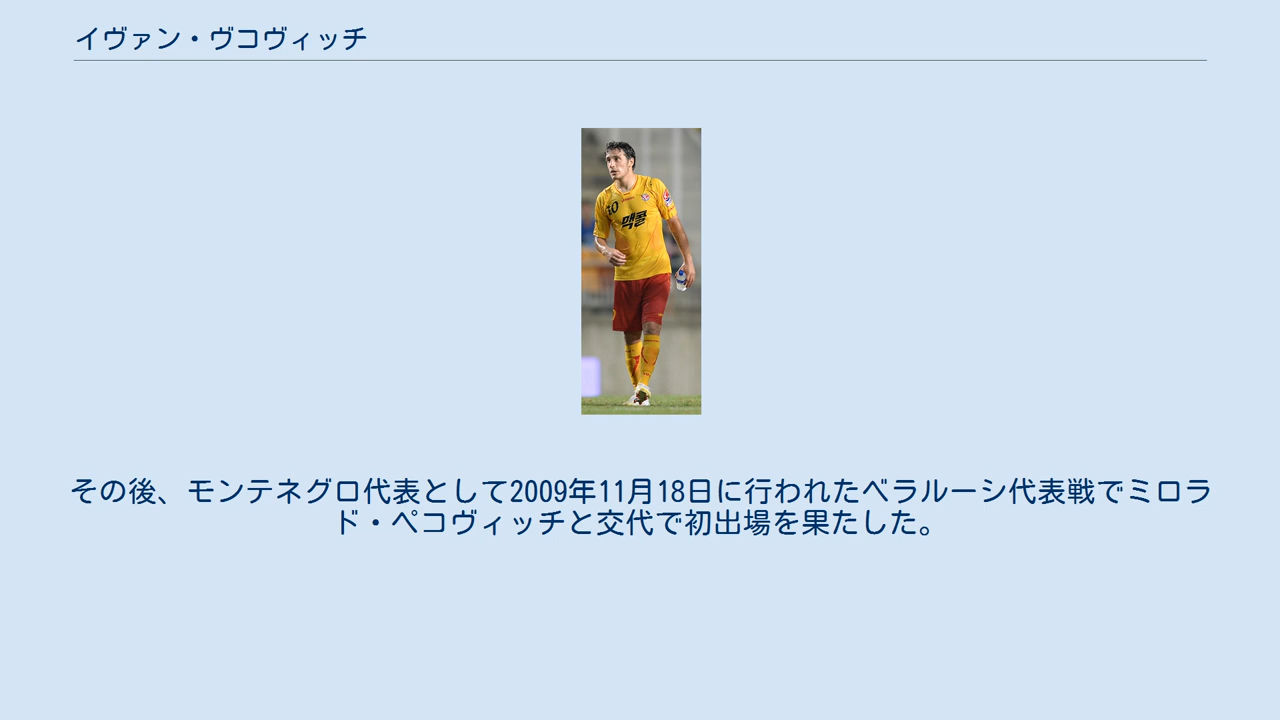 イヴァン・ヴコヴィッチ
10
맥콜
その後、モンテネグロ代表として2009年11月18日に行われたベラルーシ代表戦でミロラ
ド・ペコヴィッチと交代で初出場を果たした。